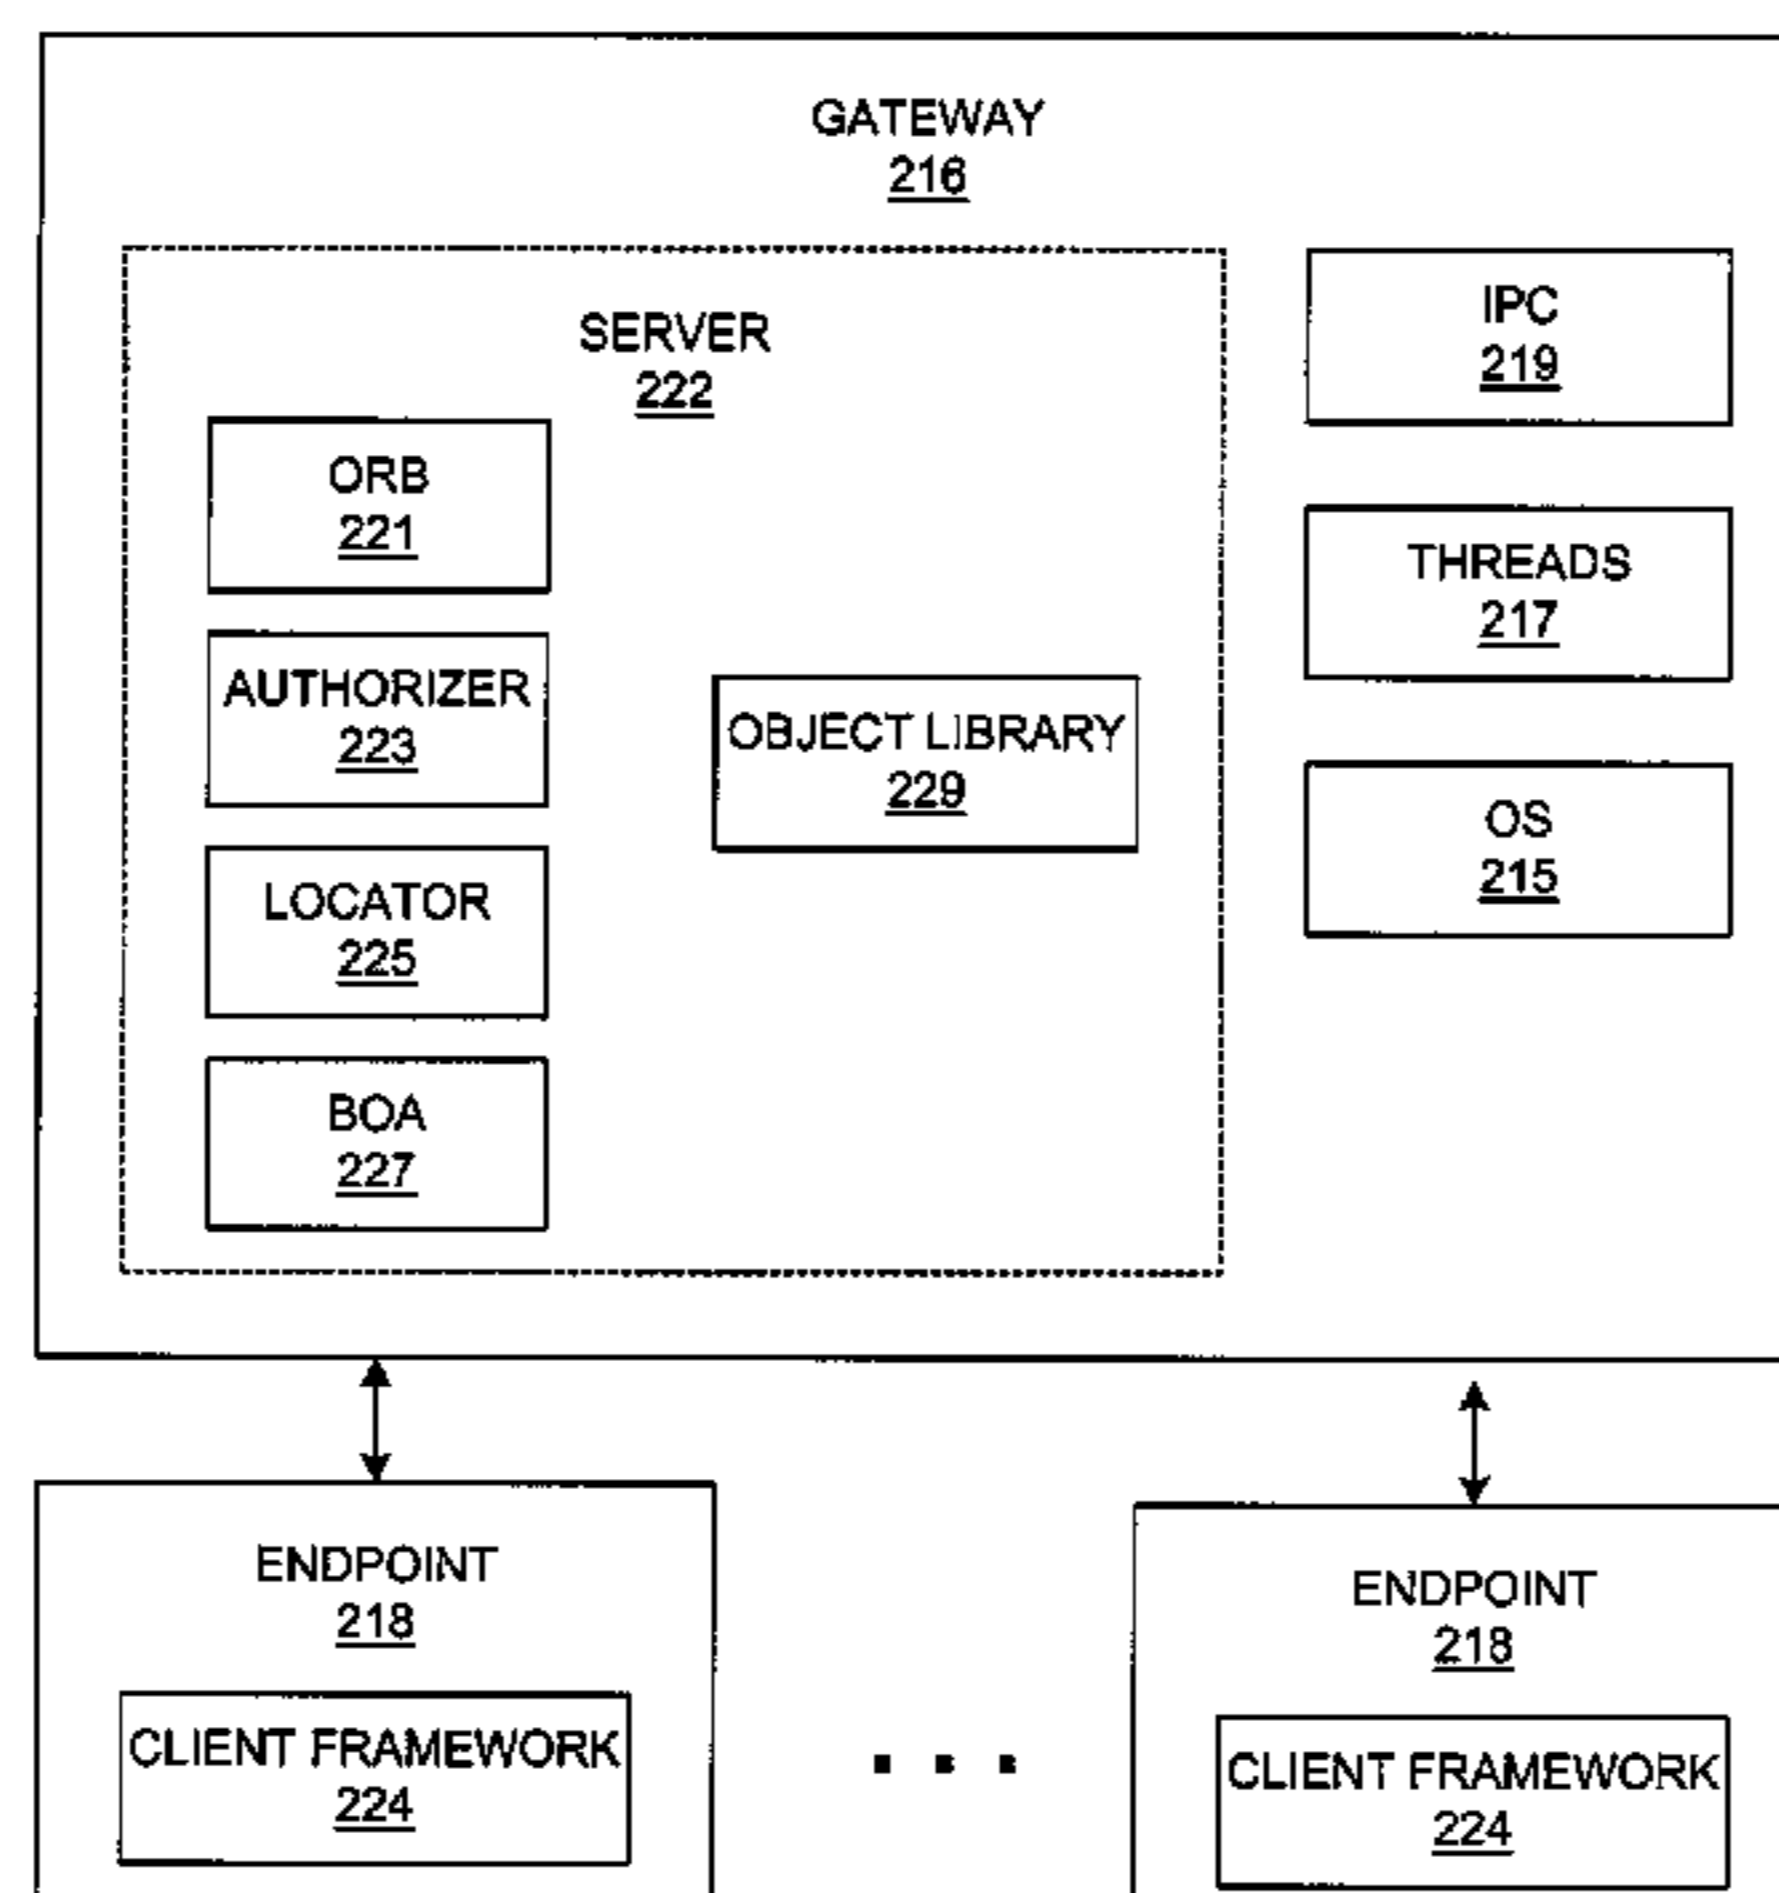 GATEWAY
216
SERVER
222
ORB
221
AUTHORIZER
223
LOCATOR
225
BOA
227
OBJECT LIBRARY
229
IPC
219
THREADS
217
OS
215
ENDPOINT
218
CLIENT FRAMEWORK
224
ENDPOINT
218
CLIENT FRAMEWORK
224